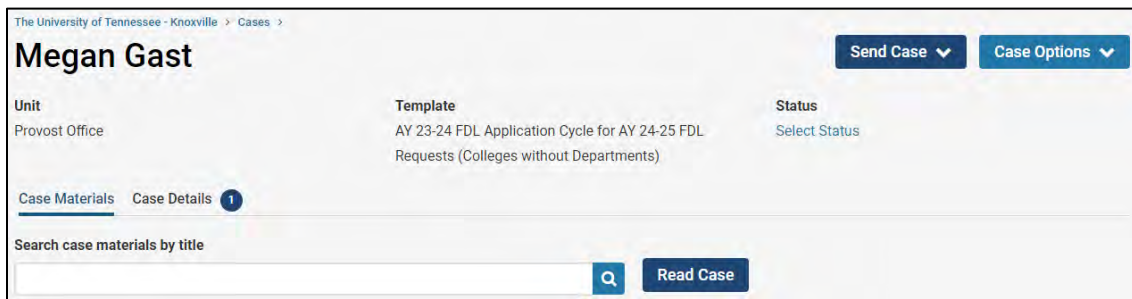 The University of Tennessee - Knoxville > Cases >
Megan Gast
Send Case
Case Options
Unit
Template
Status
Provost Office
AY 23-24 FDL Application Cycle for AY 24-25 FDL
Requests (Colleges without Departments)
Select Status
Case Materials
Case Details 1
Search case materials by title
Read Case